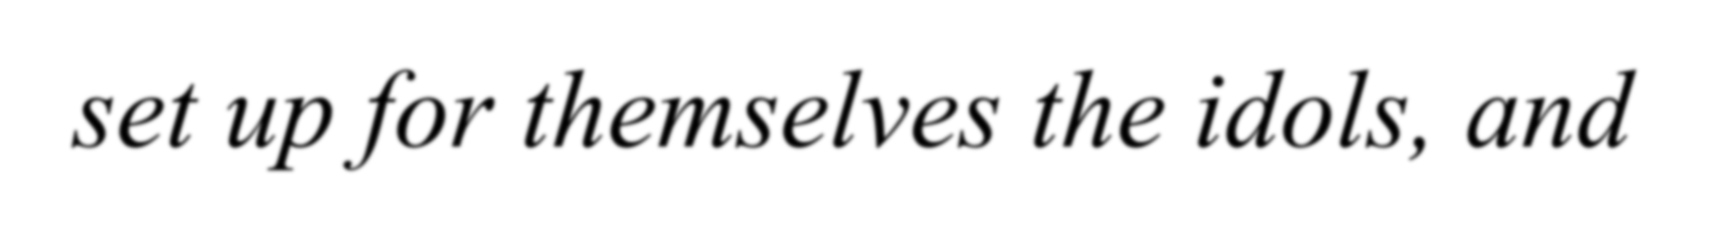 set up for themselves the idols, and